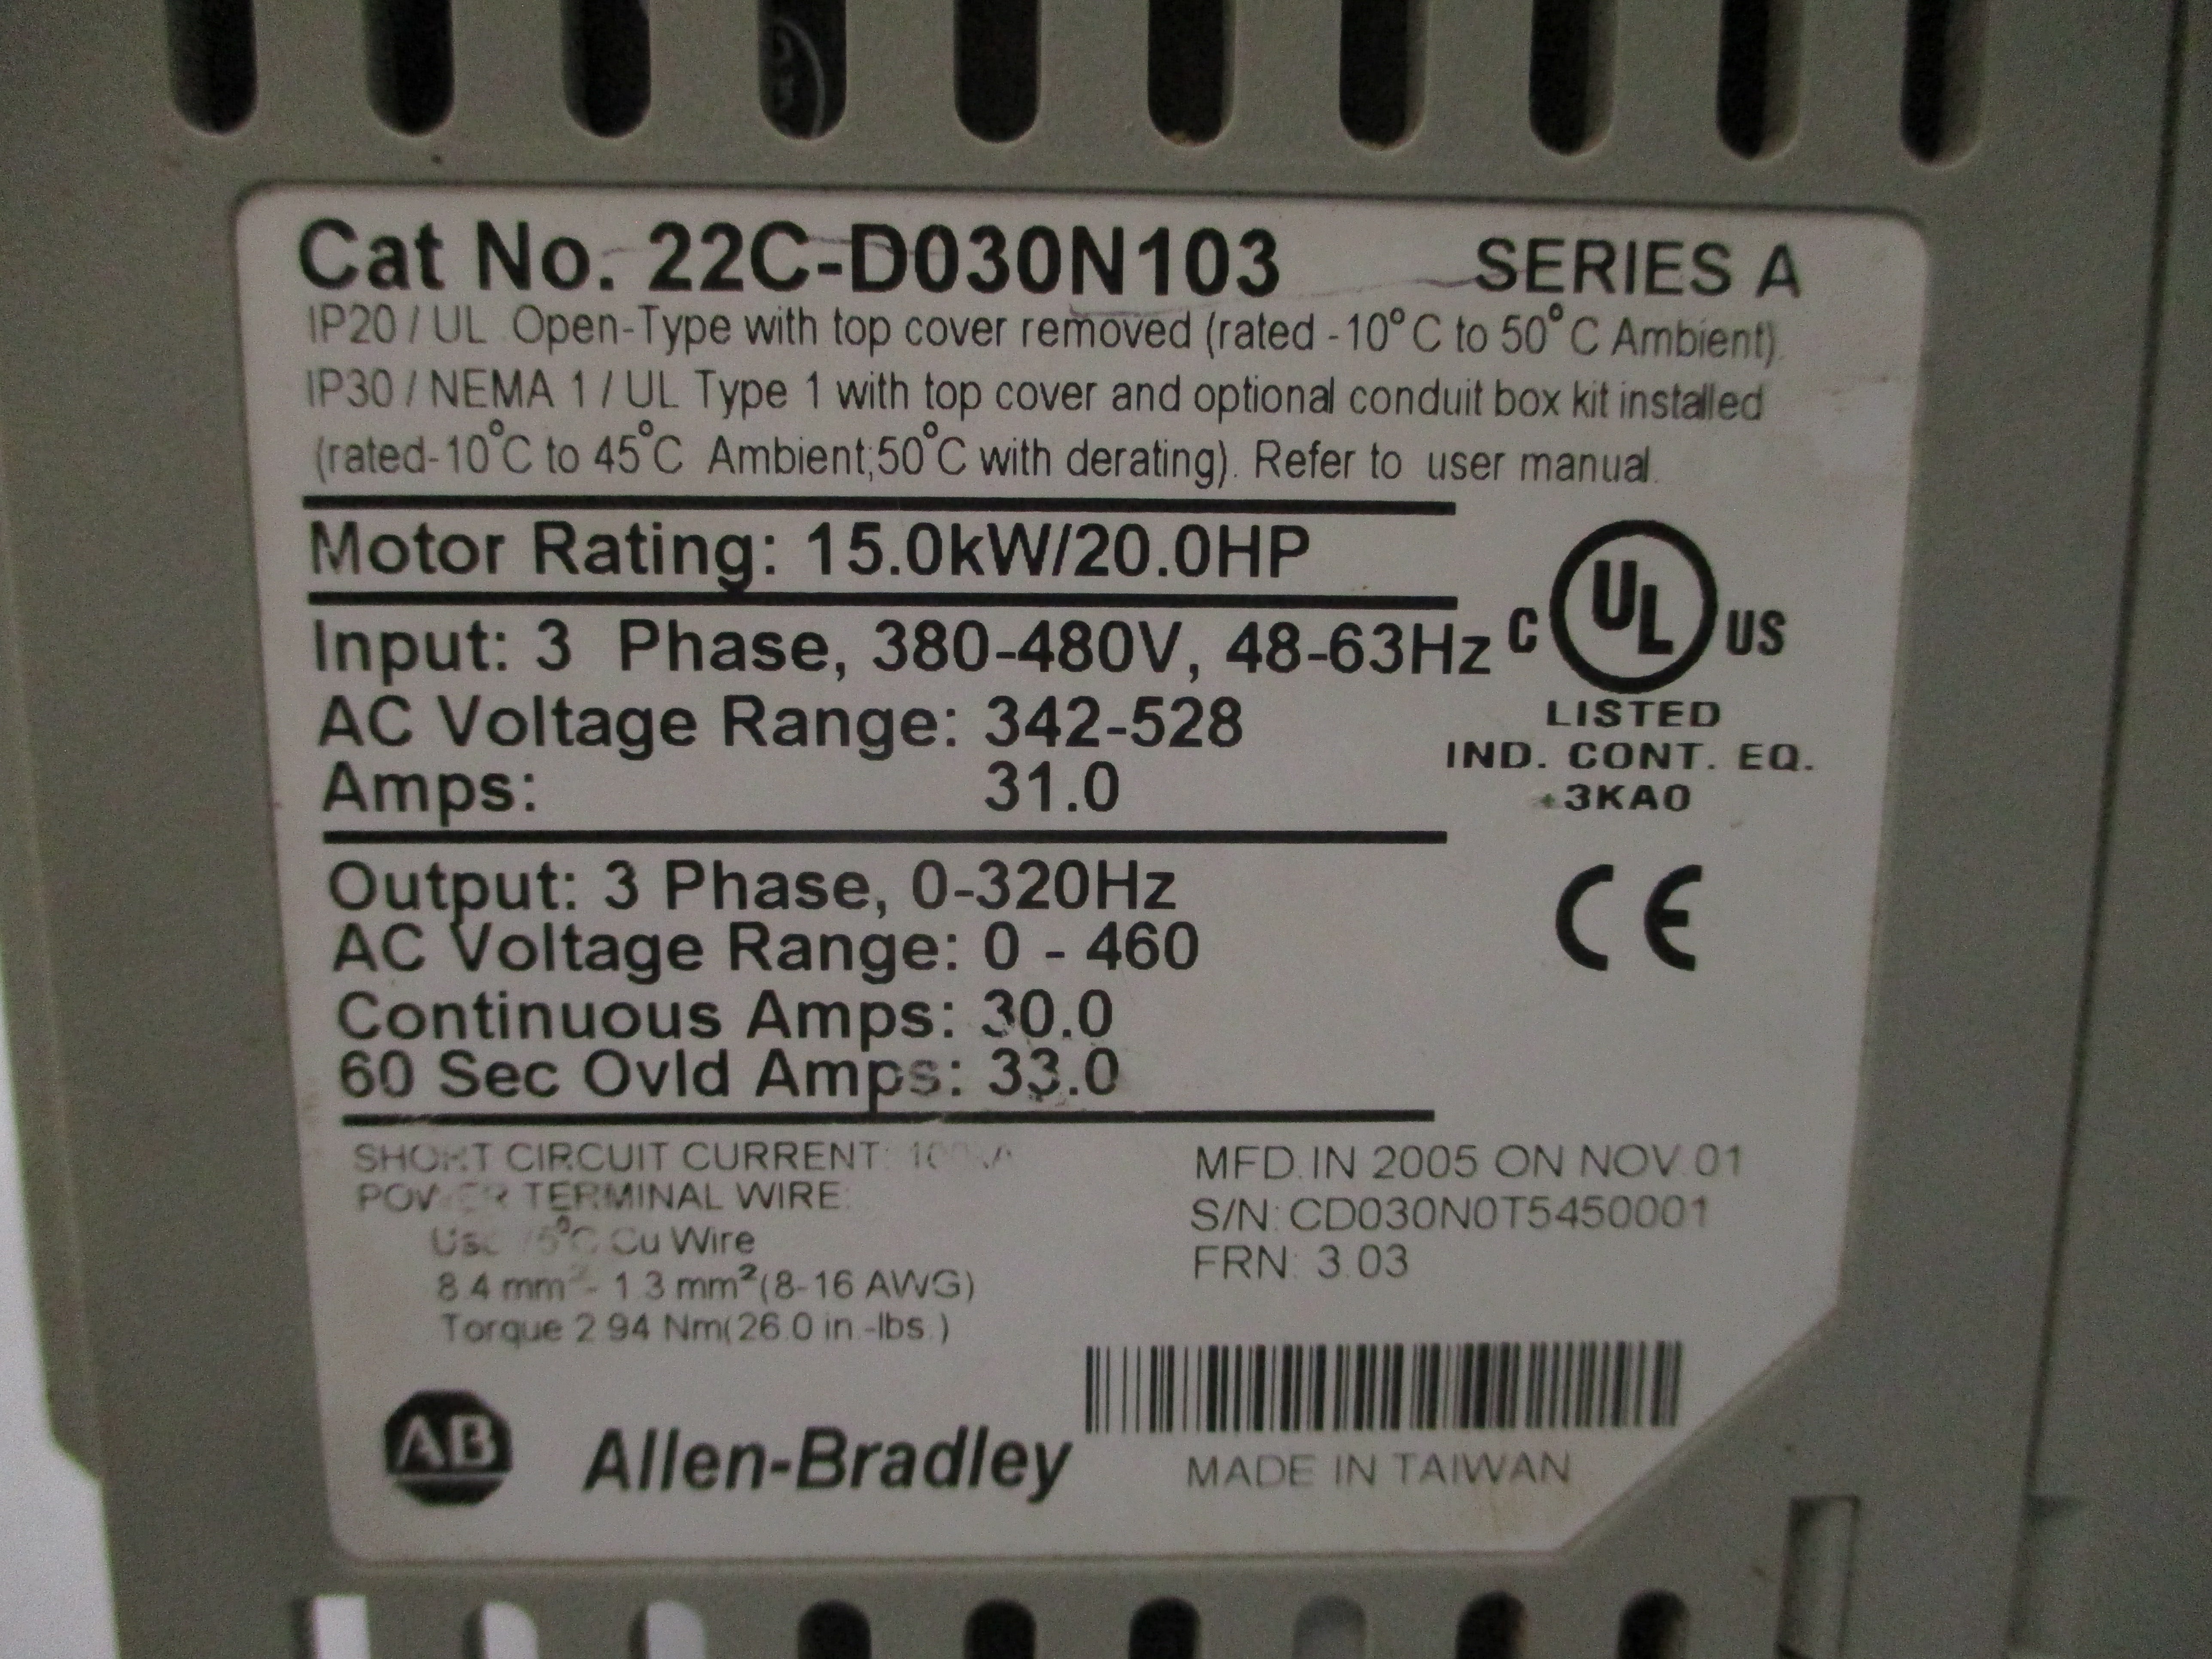 Cat No. 22C-D030N103 SERIES A
IP20 / UL Open-Type with top cover removed (rated -10°C to 50°C Ambient).
IP30 / NEMA 1 / UL Type 1 with top cover and optional conduit box kit installed
(rated-10°C to 45°C Ambient;50°C with derating). Refer to user manual.
Motor Rating: 15.0kW/20.0HP
Input: 3 Phase, 380-480V, 48-63Hz
AC Voltage Range: 342-528
Amps: 31.0
C UL US
LISTED
IND. CONT. EQ.
3KA0
Output: 3 Phase, 0-320Hz
AC Voltage Range: 0 - 460
Continuous Amps: 30.0
60 Sec Ovld Amps: 33.0
CE
SHORT CIRCUIT CURRENT:
POWER TERMINAL WIRE:
Use 75°C Cu Wire
8.4 mm²- 1.3 mm²(8-16 AWG)
Torque 2.94 Nm(26.0 in.-lbs.)
MFD. IN 2005 ON NOV. 01
S/N: CD030N0T5450001
FRN: 3.03
AB Allen-Bradley
MADE IN TAIWAN